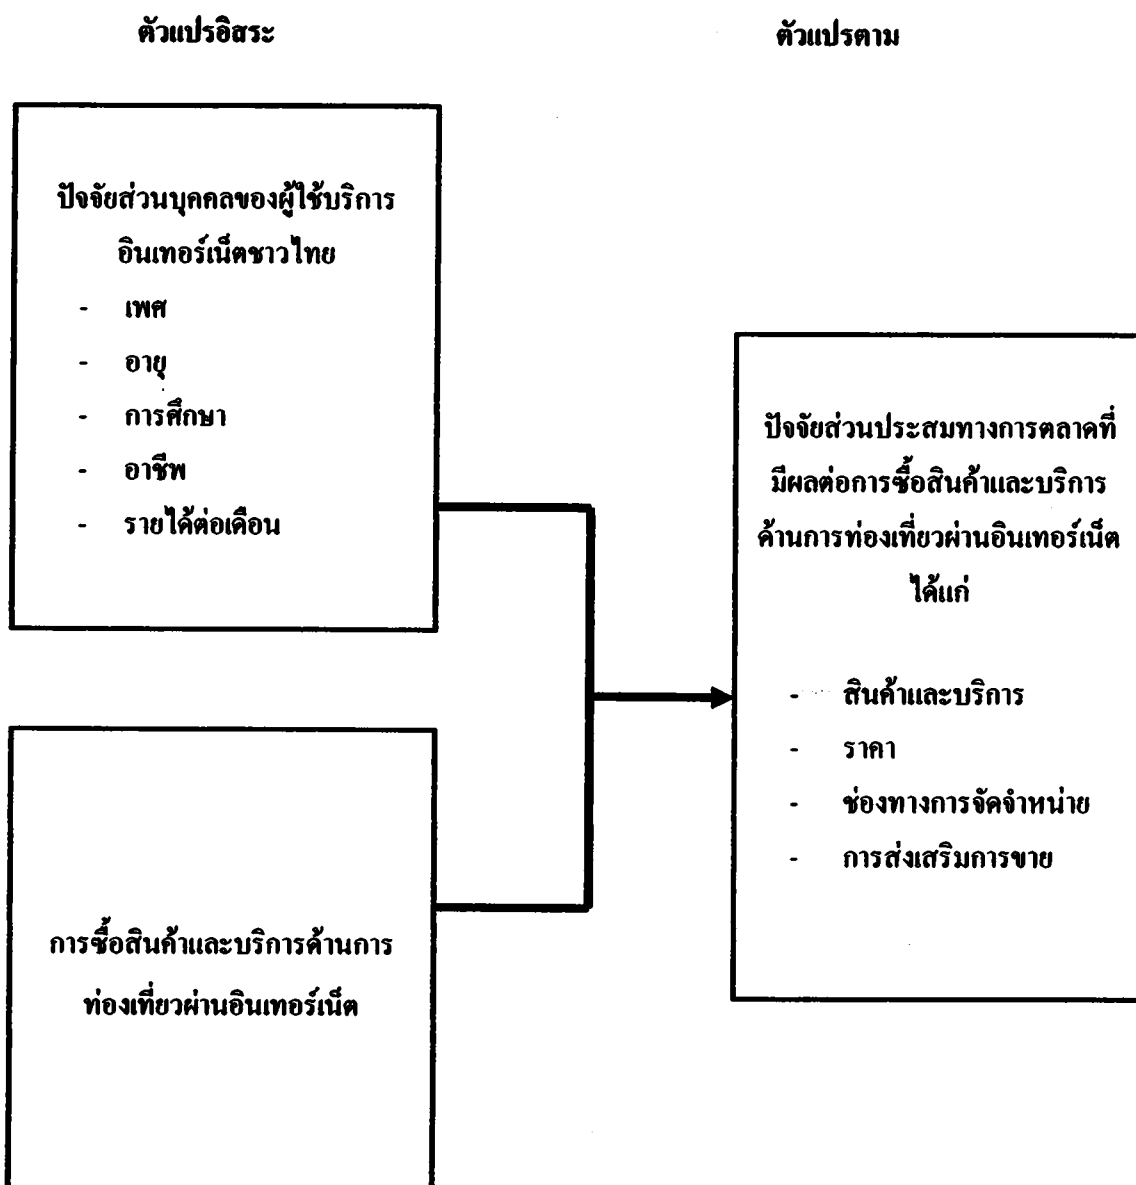 ตัวแปรอิสระ
ตัวแปรตาม
ปัจจัยส่วนบุคคลของผู้ใช้บริการ
อินเทอร์เน็ตชาวไทย
- เพศ
- อายุ
- การศึกษา
- อาชีพ
- รายได้ต่อเดือน
การซื้อสินค้าและบริการด้านการ
ท่องเที่ยวผ่านอินเทอร์เน็ต
ปัจจัยส่วนประสมทางการตลาดที่
มีผลต่อการซื้อสินค้าและบริการ
ด้านการท่องเที่ยวผ่านอินเทอร์เน็ต
ได้แก่
- สินค้าและบริการ
- ราคา
- ช่องทางการจัดจำหน่าย
- การส่งเสริมการขาย